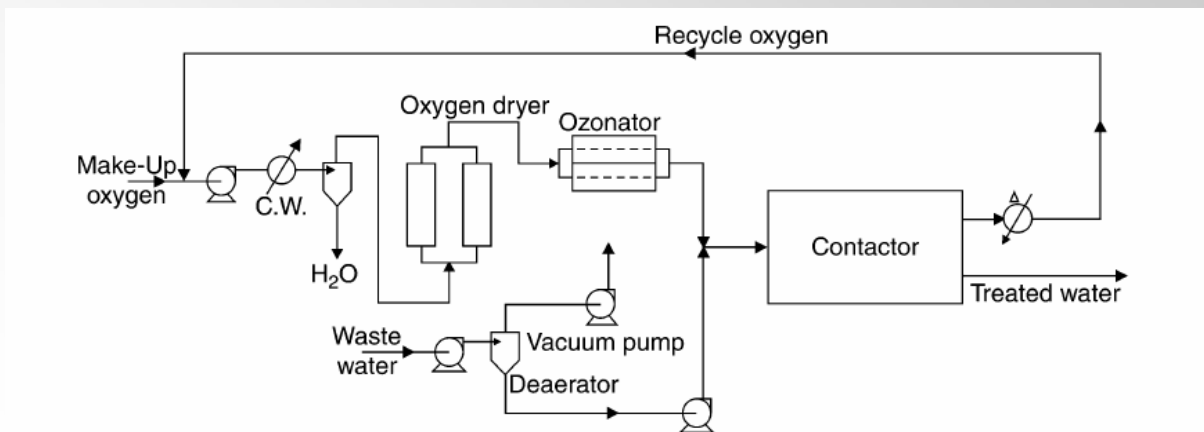 Recycle oxygen
Oxygen dryer
Ozonator
Make-Up
oxygen
C.W.
H₂O
Δ
Contactor
Treated water
Waste
water
Vacuum pump
Deaerator